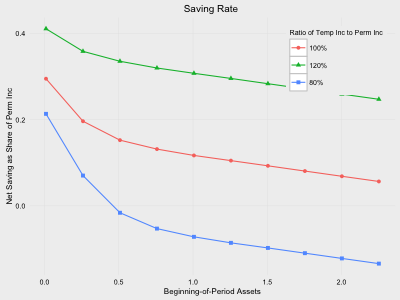 Saving Rate
Ratio of Temp Inc to Perm Inc
100%
120%
80%
Net Saving as Share of Perm Inc
0.4
0.2
0.0
0.0 0.5 1.0 1.5 2.0
Beginning-of-Period Assets